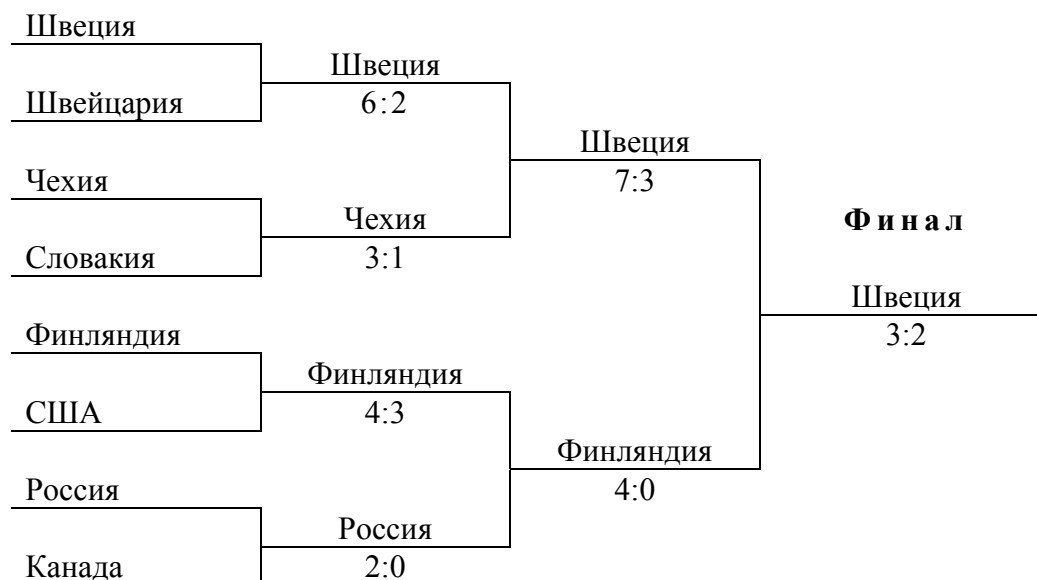 Швеция
Швеция
Швейцария
6:2
Швеция
Чехия
7:3
Чехия
Финал
Словакия
3:1
Швеция
Финляндия
3:2
Финляндия
США
4:3
Финляндия
Россия
4:0
Россия
Канада
2:0